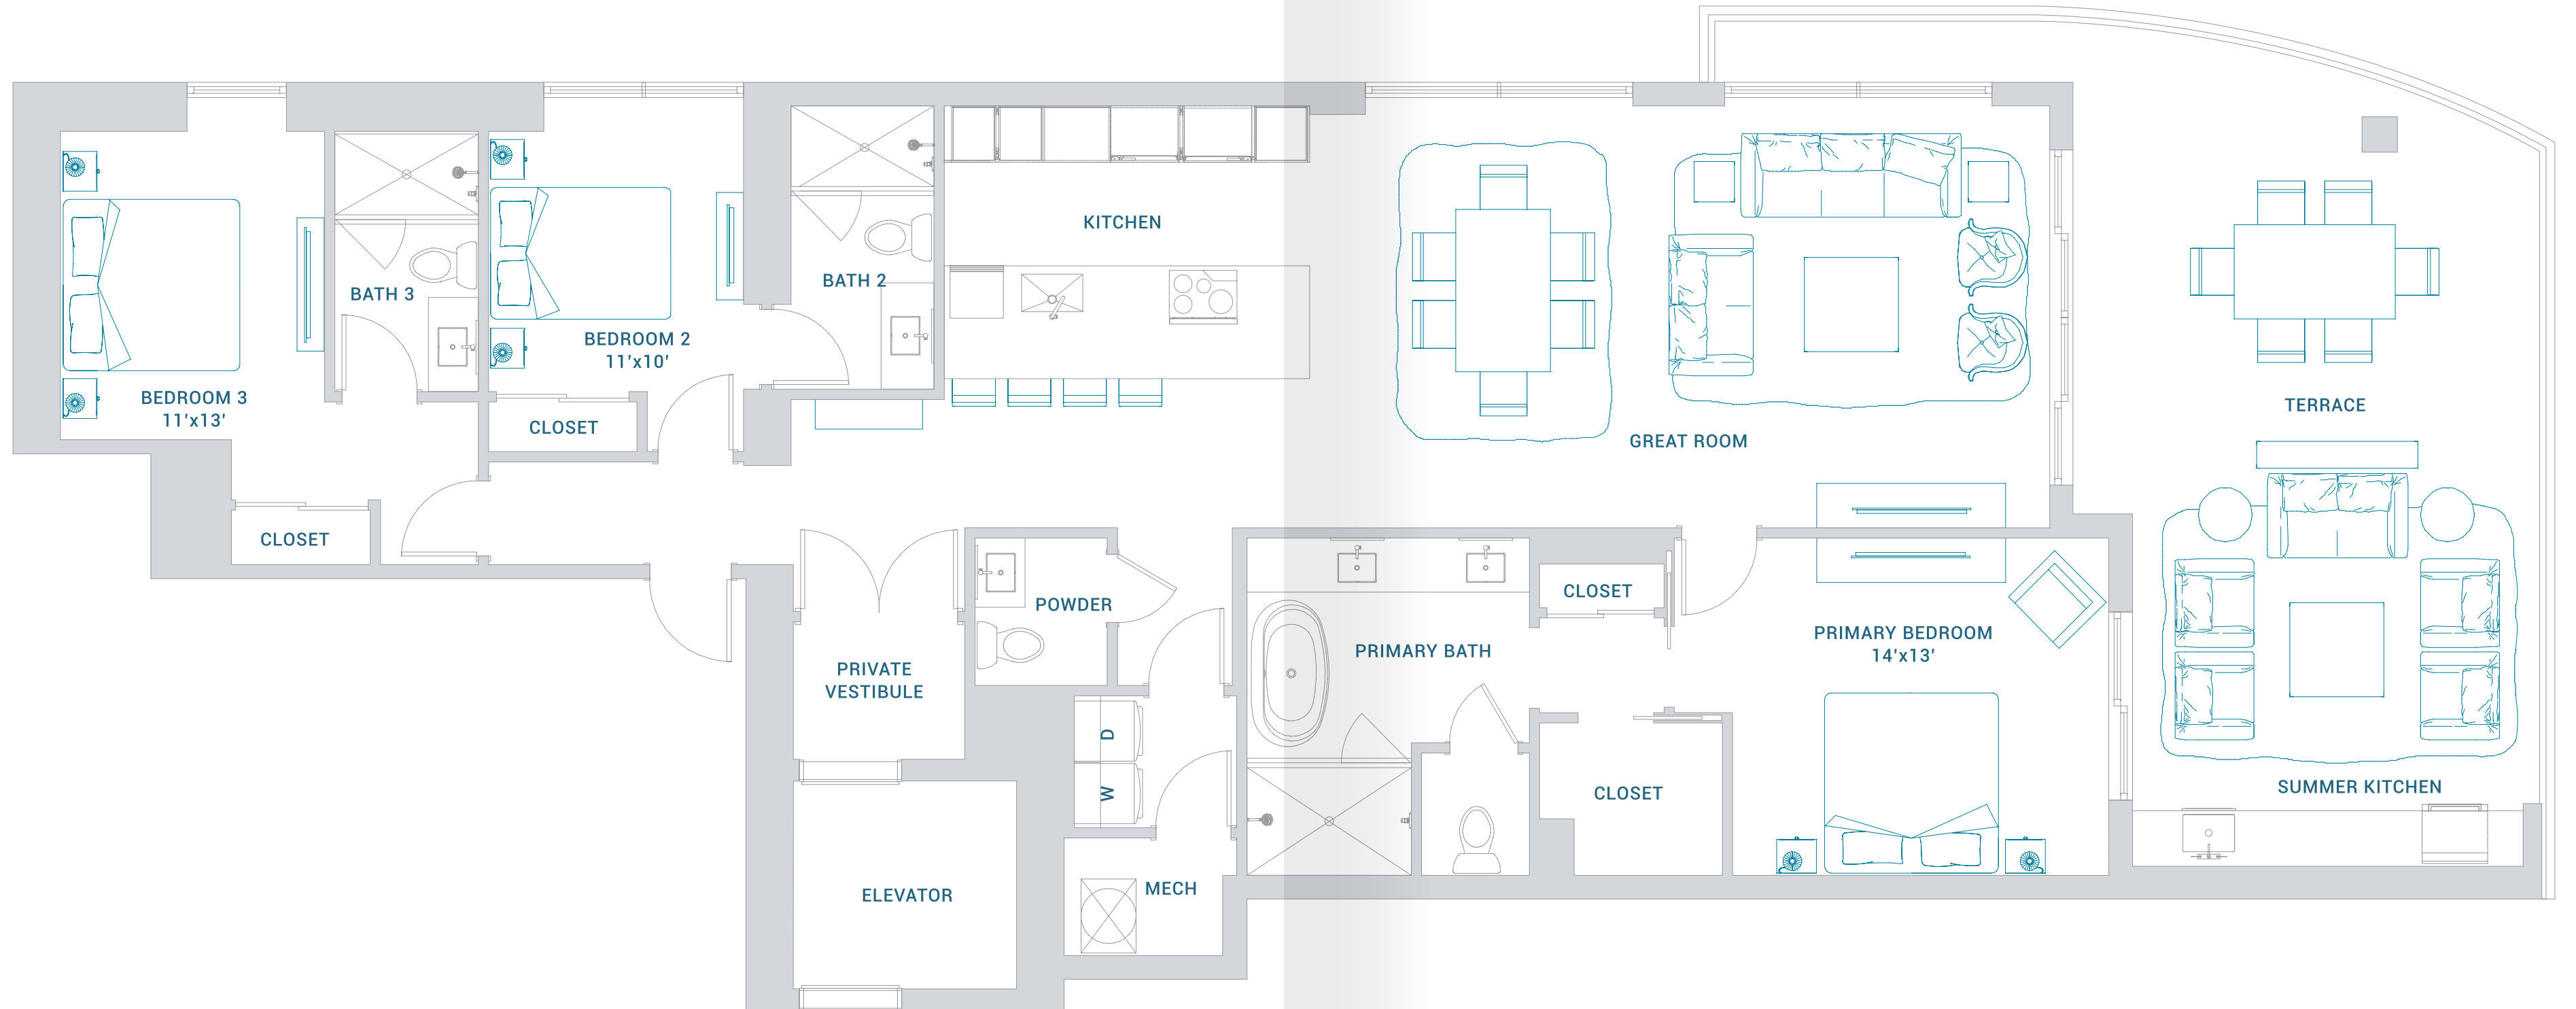 BEDROOM 3
11'x13'
BATH 3
CLOSET
BEDROOM 2
11'x10'
CLOSET
BATH 2
KITCHEN
GREAT ROOM
TERRACE
PRIVATE
VESTIBULE
POWDER
ELEVATOR
D
W
MECH
PRIMARY BATH
CLOSET
CLOSET
PRIMARY BEDROOM
14'x13'
SUMMER KITCHEN